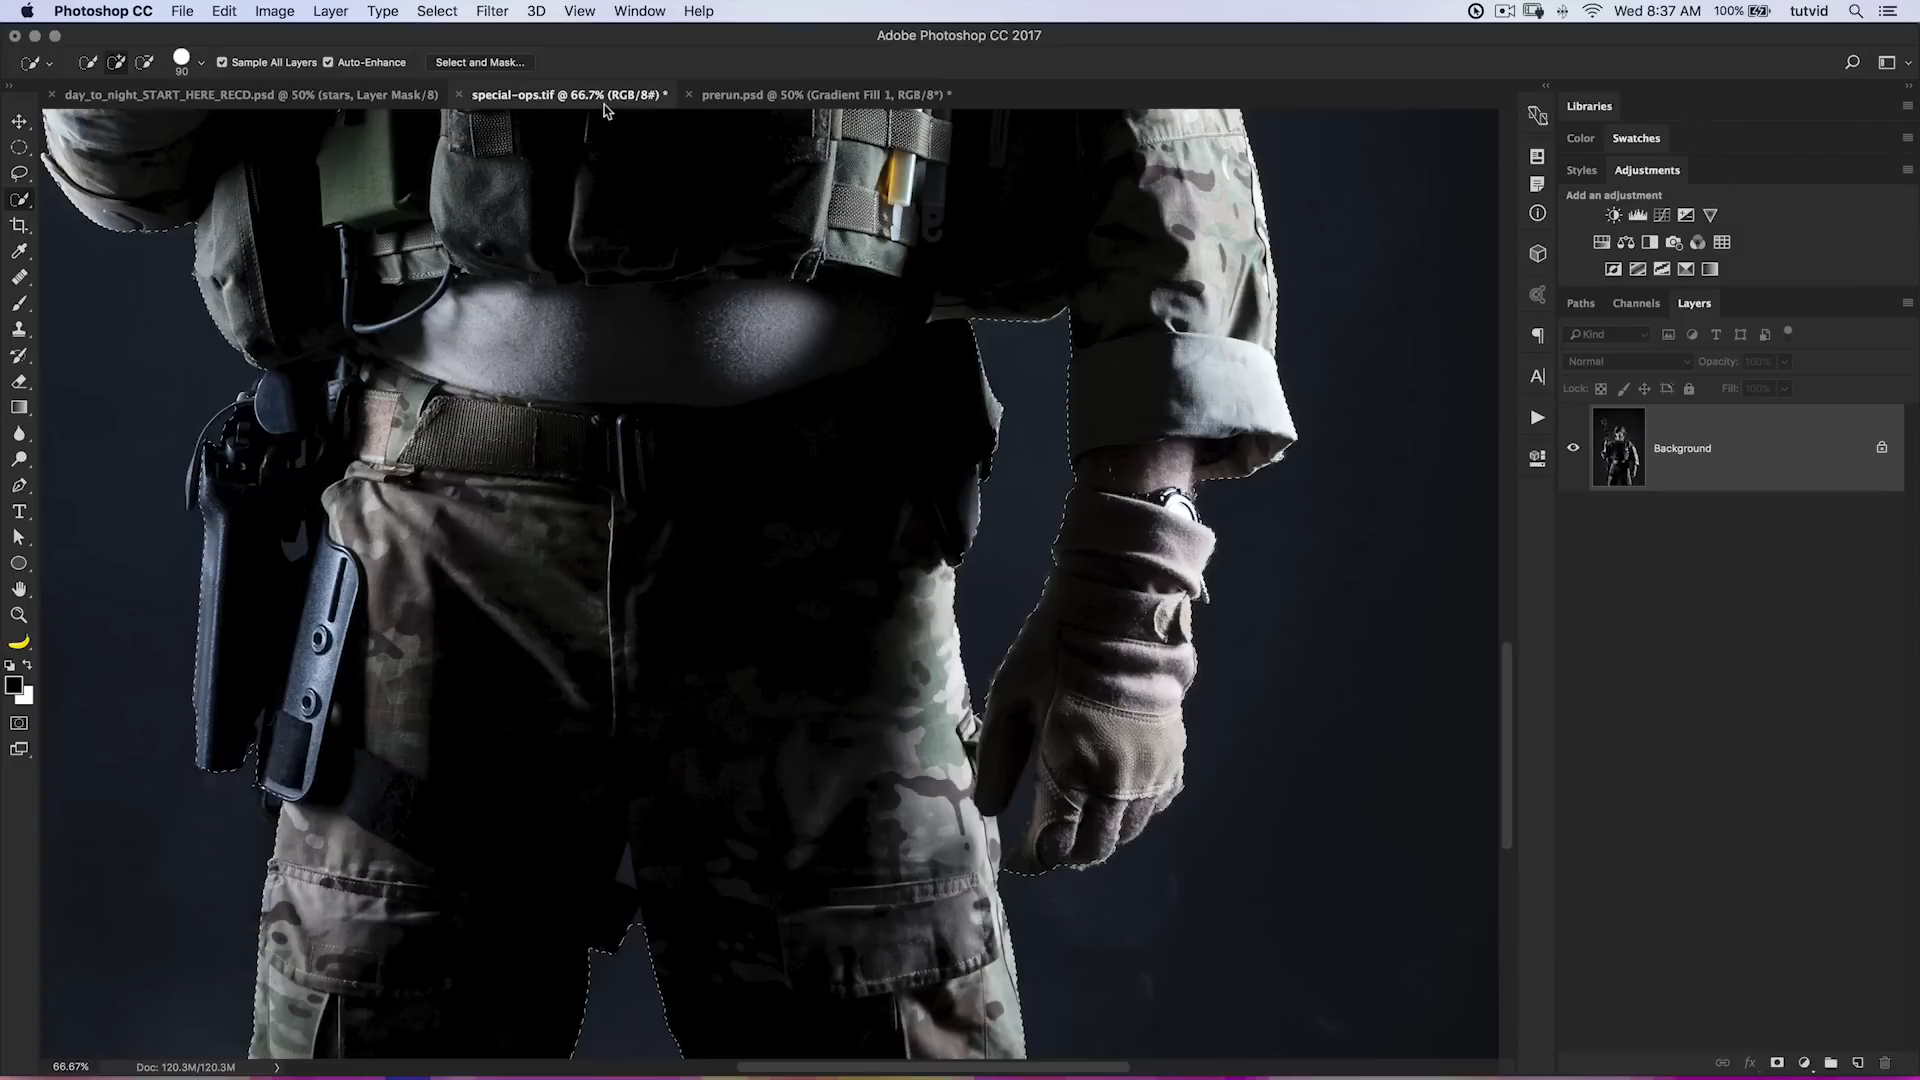 Photoshop CC File Edit Image Layer Type Select Filter 3D View Window Help Wed 8:37 AM 100% tutvid
Adobe Photoshop CC 2017
90 Sample All Layers Auto-Enhance Select and Mask...
day_to_night_START_HERE_RECD.psd @ 50% (stars, Layer Mask/8) special-ops.tif @ 66.7% (RGB/8#) * prerun.psd @ 50% (Gradient Fill 1, RGB/8*) *
Libraries
Color Swatches
Styles Adjustments
Add an adjustment
Paths Channels Layers
Kind
Normal Opacity: 100%
Lock: Fill: 100%
Background
66.67% Doc: 120.3M/120.3M